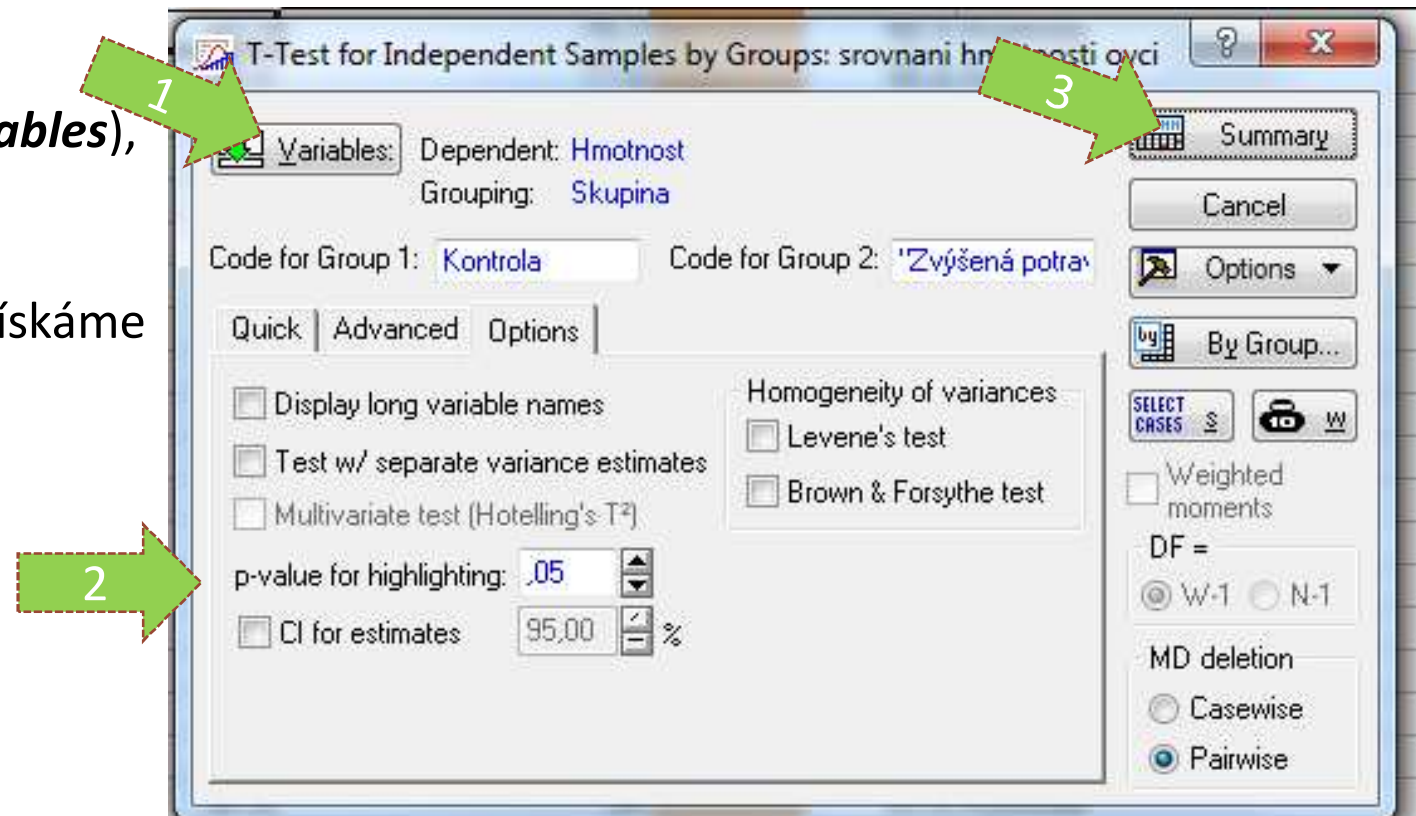 T-Test for Independent Samples by Groups: srovnani hm sti ovci
1
3
ables),
Variables: Dependent: Hmotnost
Summary
Grouping: Skupina
Cancel
Code for Group 1: Kontrola Code for Group 2: "Zvýšená potrav
Options
ískáme
Quick Advanced Options
By Group...
Display long variable names
Homogeneity of variances
SELECT CASES S W
Levene's test
Test w/ separate variance estimates
Weighted moments
Brown & Forsythe test
Multivariate test (Hotelling's T²)
DF =
2
p-value for highlighting: ,05
W-1 N-1
CI for estimates 95,00 %
MD deletion
Casewise
Pairwise